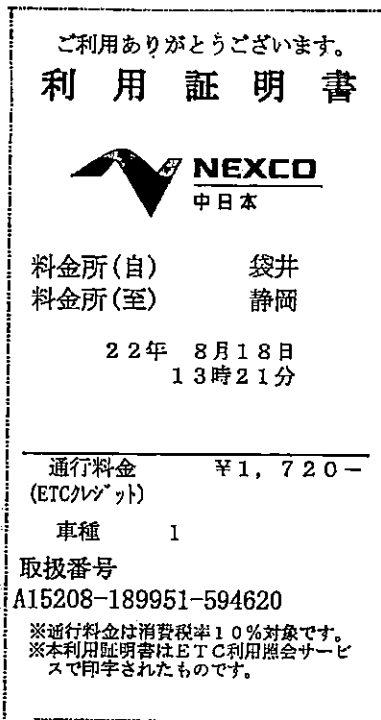 ご利用ありがとうございます。
利用証明書
NEXCO
中日本
料金所(自) 袋井
料金所(至) 静岡
22年 8月18日
13時21分
通行料金 ¥1,720-
(ETCクレジット)
車種 1
取扱番号
A15208-189951-594620
※通行料金は消費税率10%対象です。
※本利用証明書はETC利用照会サービ
スで印字されたものです。